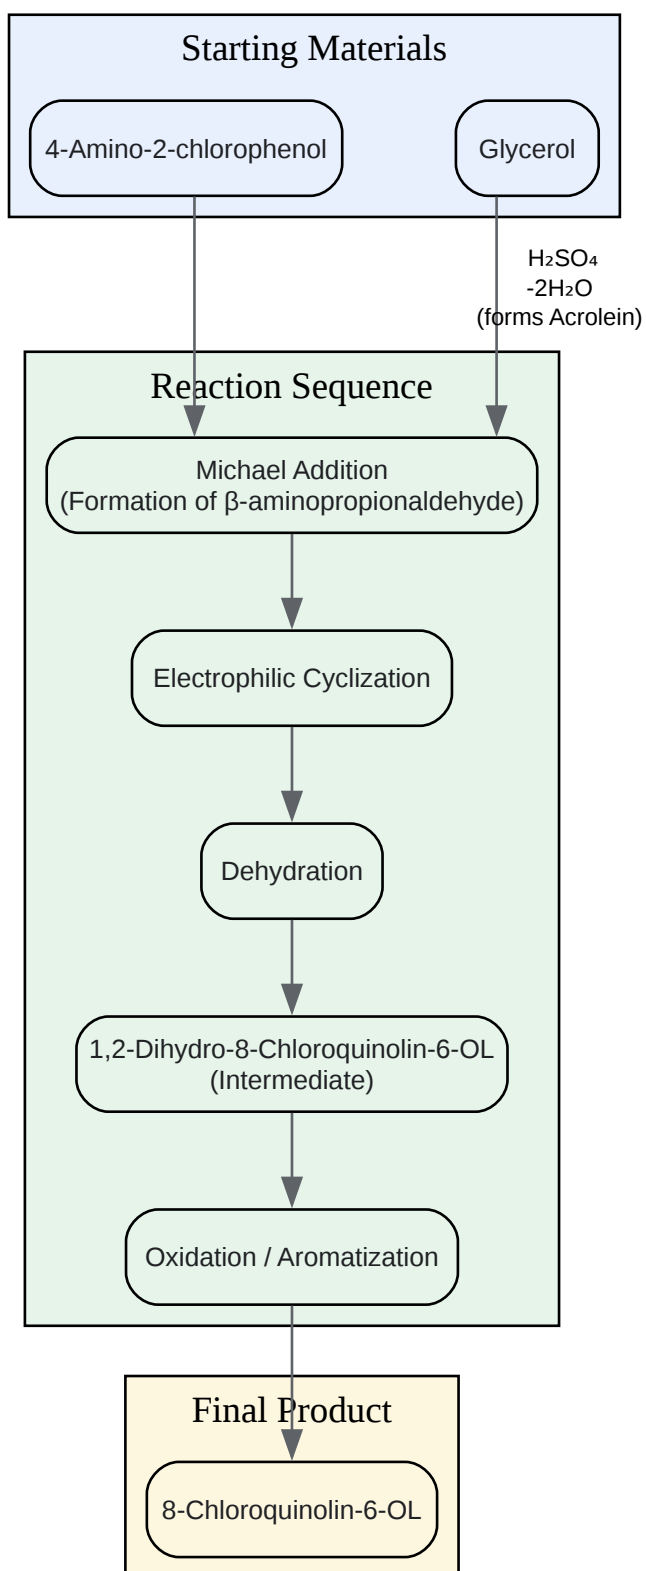 Starting Materials
4-Amino-2-chlorophenol
Glycerol
H₂SO₄
-2H₂O
(forms Acrolein)
Reaction Sequence
Michael Addition
(Formation of β-aminopropionaldehyde)
Electrophilic Cyclization
Dehydration
1,2-Dihydro-8-Chloroquinolin-6-OL
(Intermediate)
Oxidation / Aromatization
Final Product
8-Chloroquinolin-6-OL